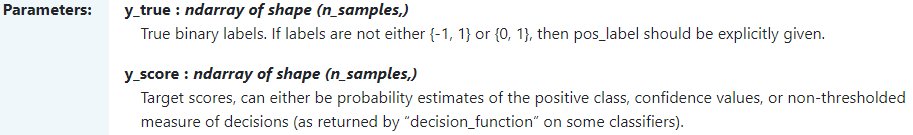 Parameters:
y_true : ndarray of shape (n_samples,)
True binary labels. If labels are not either {-1, 1} or {0, 1}, then pos_label should be explicitly given.
y_score : ndarray of shape (n_samples,)
Target scores, can either be probability estimates of the positive class, confidence values, or non-thresholded
measure of decisions (as returned by “decision_function” on some classifiers).